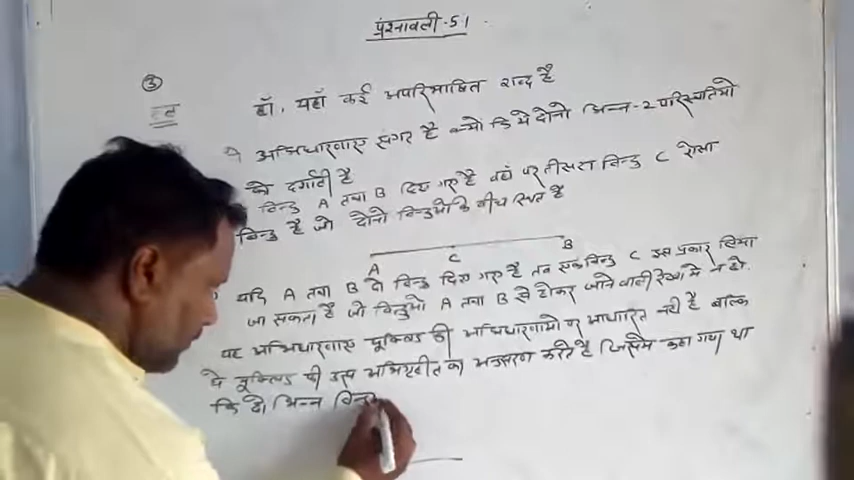 प्रश्नावली-5.1
③
हल
हाँ, यहाँ कई अपरिभाषित शब्द है
ये अभिधारणाए संगत है क्यो कि ये दोनो भिन्न-2 परिस्थतियो
को दर्शाती है
बिन्दु A तथा B दिए गए है वहाँ पर तीसरा बिन्दु C ऐसा
बिन्दु है जो दोनो बिन्दुओ के बीच स्थित है
A C B
यदि A तथा B दो बिन्दु दिए गए है तब एक बिन्दु C इस प्रकार लिया
जा सकता है जो बिन्दुओ A तथा B से होकर जाने वाली रेखा मे न हो.
यह अभिधारणाए यूक्लिड की अभिधारणाओ पर आधारित नही है बल्कि
ये यूक्लिड की उस अभिगृहीत का अनुसरण करते है जिसमे कहा गया था
कि दो भिन्न बिन्दु